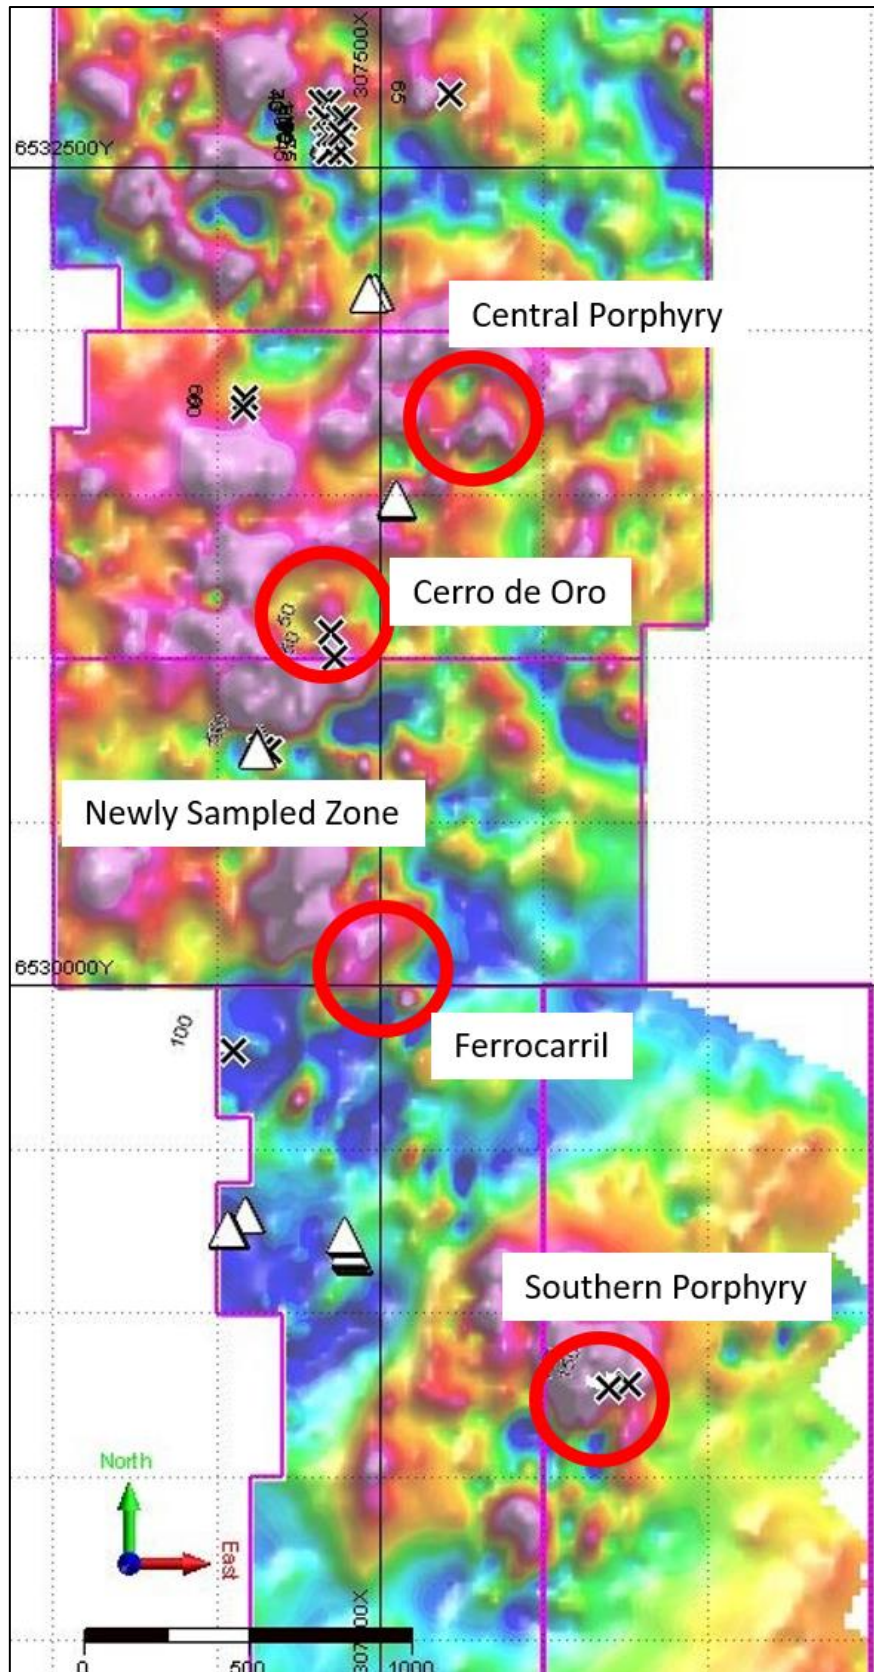 307500X
65
6532500Y
Central Porphyry
60
Cerro de Oro
50
50
Newly Sampled Zone
6530000Y
100
Ferrocarril
Southern Porphyry
North
East
0
500
1000